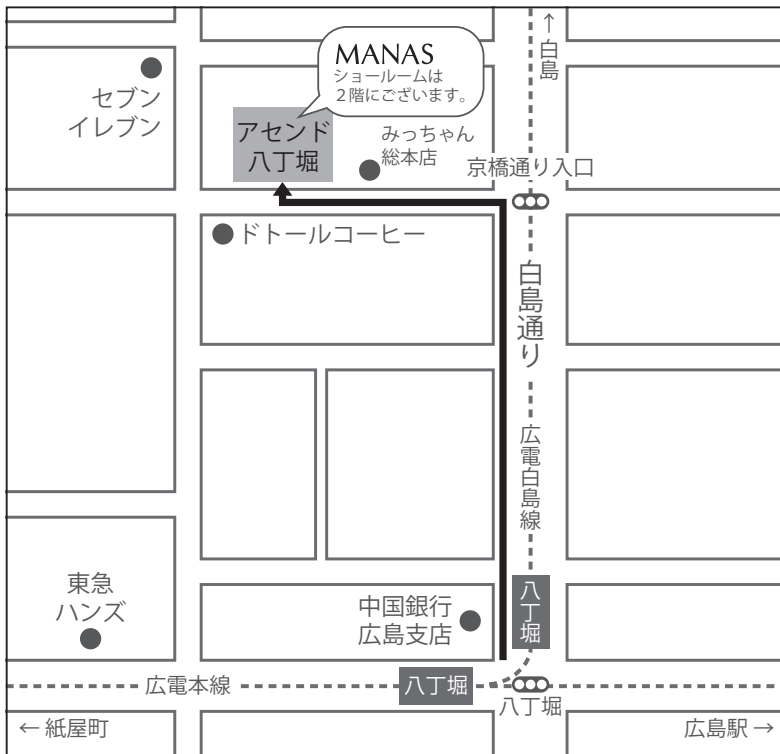 ↑
白島
MANAS
ショールームは
２階にございます。
セブン
イレブン
アセンド
八丁堀
みっちゃん
総本店
京橋通り入口
ドトールコーヒー
白島通り
広電白島線
東急
ハンズ
中国銀行
広島支店
八丁堀
広電本線
八丁堀
八丁堀
← 紙屋町
広島駅 →